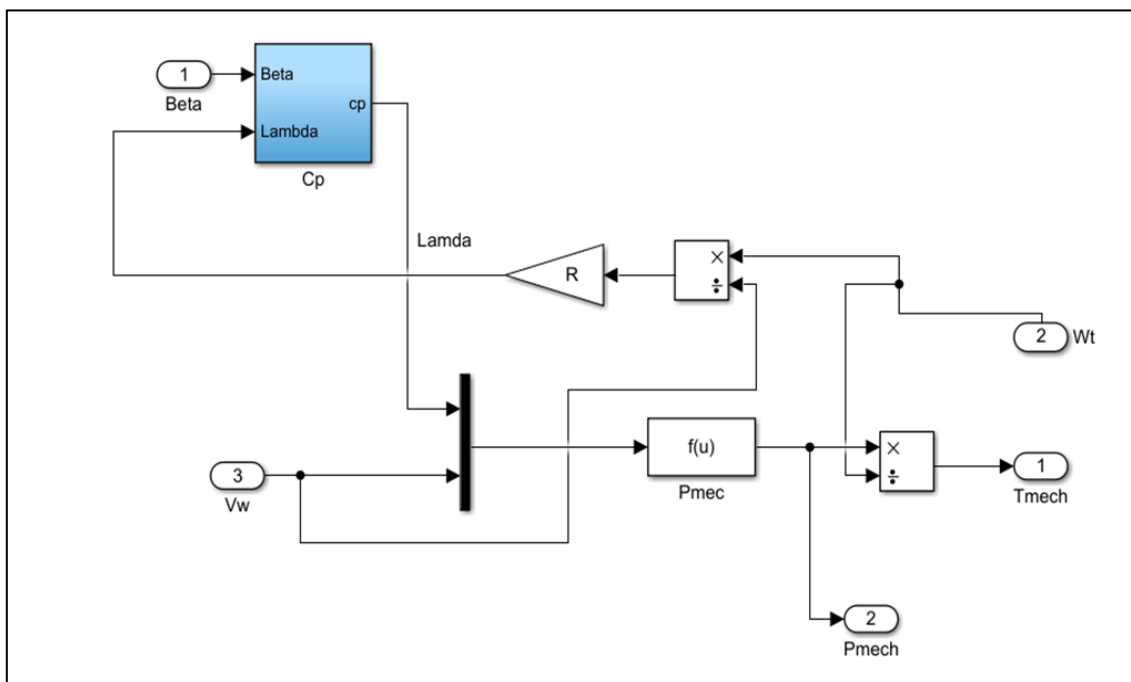 1
Beta
Beta
Lambda
cp
Cp
Lamda
R
×
÷
2
Wt
3
Vw
f(u)
Pmec
×
÷
1
Tmech
2
Pmech